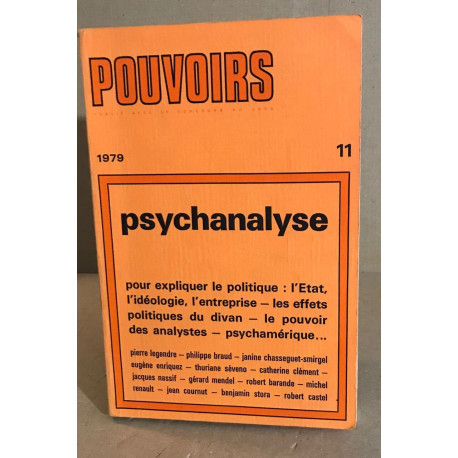 POUVOIRS
1979 11
psychanalyse
pour expliquer le politique : l'Etat,
l'idéologie, l'entreprise – les effets
politiques du divan – le pouvoir
des analystes – psychamérique...
pierre legendre – philippe braud – janine chasseguet-smirgel
eugène enriquez – thuriane séveno – catherine clément –
jacques nassif – gérard mendel – robert barande – michel
renault – jean cournut – benjamin stora – robert castel